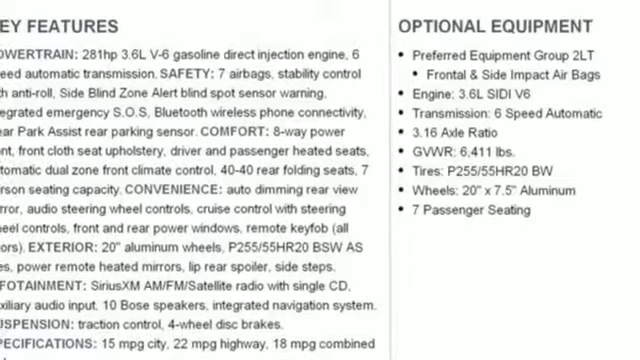 EY FEATURES
OWERTRAIN: 281hp 3.6L V-6 gasoline direct injection engine, 6
eed automatic transmission. SAFETY: 7 airbags, stability control
th anti-roll, Side Blind Zone Alert blind spot sensor warning,
egrated emergency S.O.S, Bluetooth wireless phone connectivity,
ear Park Assist rear parking sensor. COMFORT: 8-way power
nt, front cloth seat upholstery, driver and passenger heated seats,
tomatic dual zone front climate control, 40-40 rear folding seats, 7
rson seating capacity. CONVENIENCE: auto dimming rear view
rror, audio steering wheel controls, cruise control with steering
eel controls, front and rear power windows, remote keyfob (all
ors). EXTERIOR: 20" aluminum wheels, P255/55HR20 BSW AS
es, power remote heated mirrors, lip rear spoiler, side steps.
FOTAINMENT: SiriusXM AM/FM/Satellite radio with single CD,
xiliary audio input, 10 Bose speakers, integrated navigation system.
USPENSION: traction control, 4-wheel disc brakes.
PECIFICATIONS: 15 mpg city, 22 mpg highway, 18 mpg combined
OPTIONAL EQUIPMENT
• Preferred Equipment Group 2LT
• Frontal & Side Impact Air Bags
• Engine: 3.6L SIDI V6
• Transmission: 6 Speed Automatic
• 3.16 Axle Ratio
• GVWR: 6,411 lbs.
• Tires: P255/55HR20 BW
• Wheels: 20" x 7.5" Aluminum
• 7 Passenger Seating